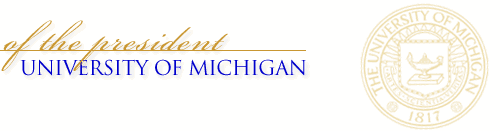 of the president
UNIVERSITY OF MICHIGAN
THE UNIVERSITY OF MICHIGAN
1817